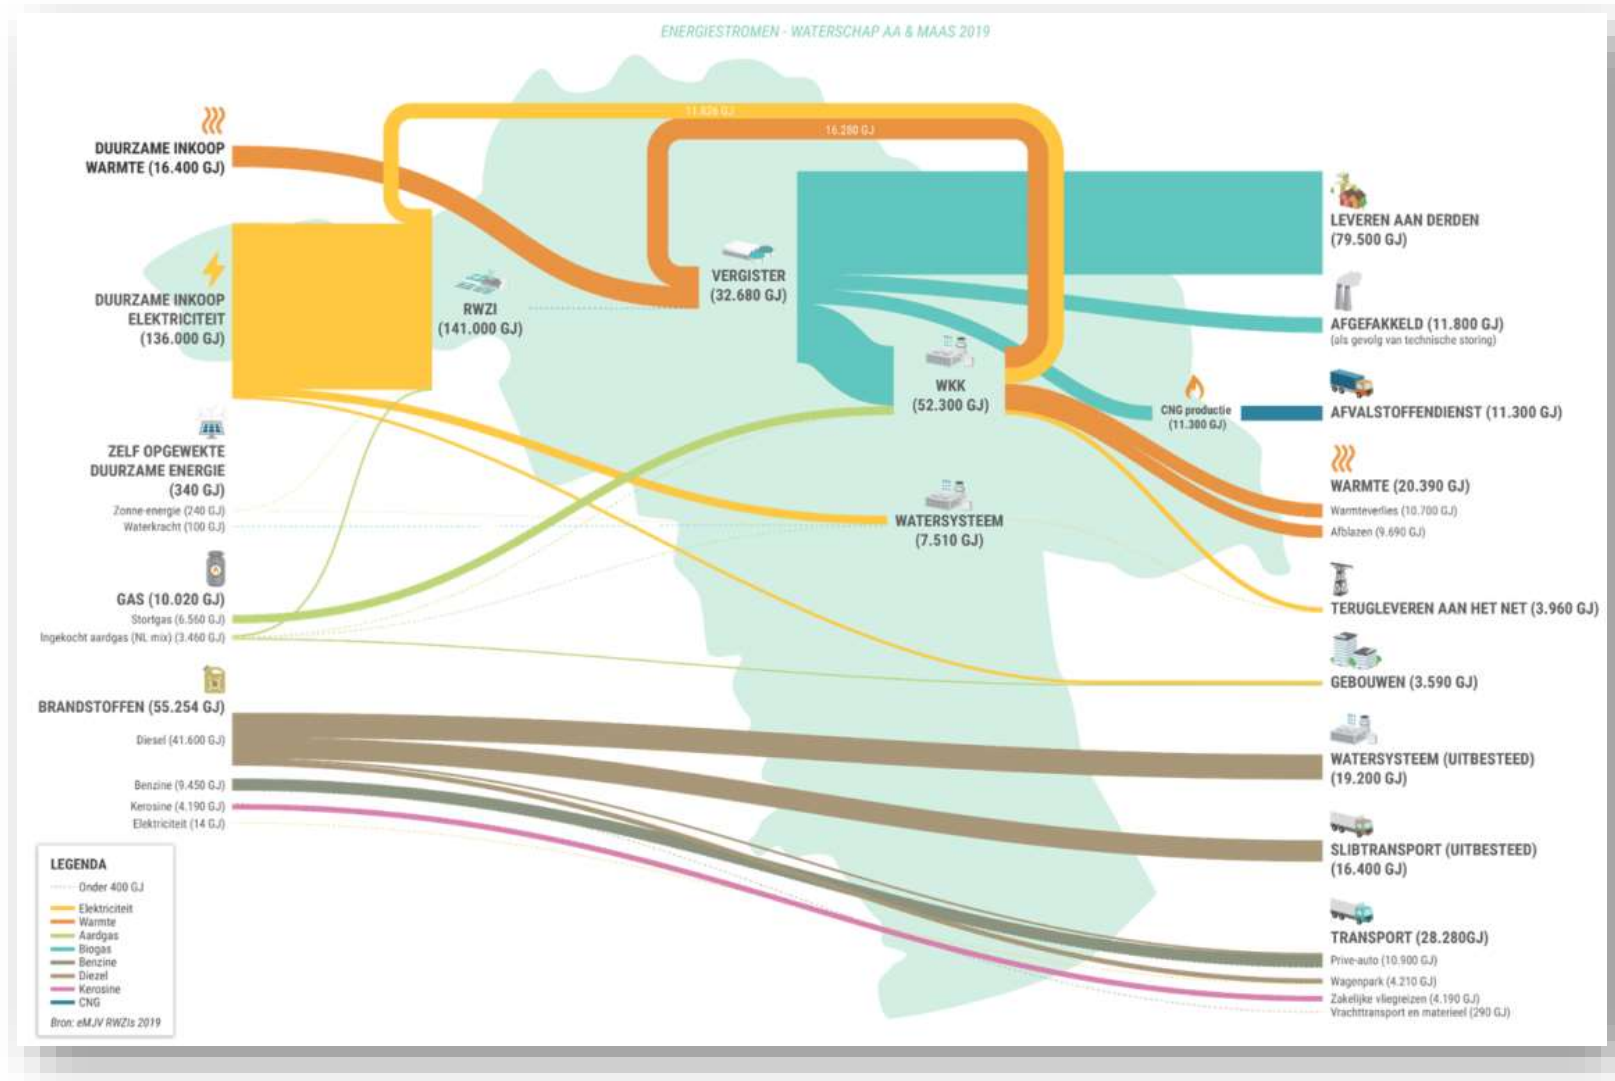 ENERGIESTROMEN - WATERSCHAP AA & MAAS 2019
11.826 GJ
16.280 GJ
DUURZAME INKOOP
WARMTE (16.400 GJ)
DUURZAME INKOOP
ELEKTRICITEIT
(136.000 GJ)
ZELF OPGEWEKTE
DUURZAME ENERGIE
(340 GJ)
Zonne-energie (240 GJ)
Waterkracht (100 GJ)
GAS (10.020 GJ)
Stortgas (6.560 GJ)
Ingekocht aardgas (NL mix) (3.460 GJ)
BRANDSTOFFEN (55.254 GJ)
Diesel (41.600 GJ)
Benzine (9.450 GJ)
Kerosine (4.190 GJ)
Elektriciteit (14 GJ)
RWZI
(141.000 GJ)
VERGISTER
(32.680 GJ)
WKK
(52.300 GJ)
WATERSYSTEEM
(7.510 GJ)
CNG productie
(11.300 GJ)
LEVEREN AAN DERDEN
(79.500 GJ)
AFGEFAKKELD (11.800 GJ)
(als gevolg van technische storing)
AFVALSTOFFENDIENST (11.300 GJ)
WARMTE (20.390 GJ)
Warmteverlies (10.700 GJ)
Afblazen (9.690 GJ)
TERUGLEVEREN AAN HET NET (3.960 GJ)
GEBOUWEN (3.590 GJ)
WATERSYSTEEM (UITBESTEED)
(19.200 GJ)
SLIBTRANSPORT (UITBESTEED)
(16.400 GJ)
TRANSPORT (28.280GJ)
Prive-auto (10.900 GJ)
Wagenpark (4.210 GJ)
Zakelijke vliegreizen (4.190 GJ)
Vrachttransport en materieel (290 GJ)
LEGENDA
Onder 400 GJ
Elektriciteit
Warmte
Aardgas
Biogas
Benzine
Diezel
Kerosine
CNG
Bron: eMJV RWZIs 2019